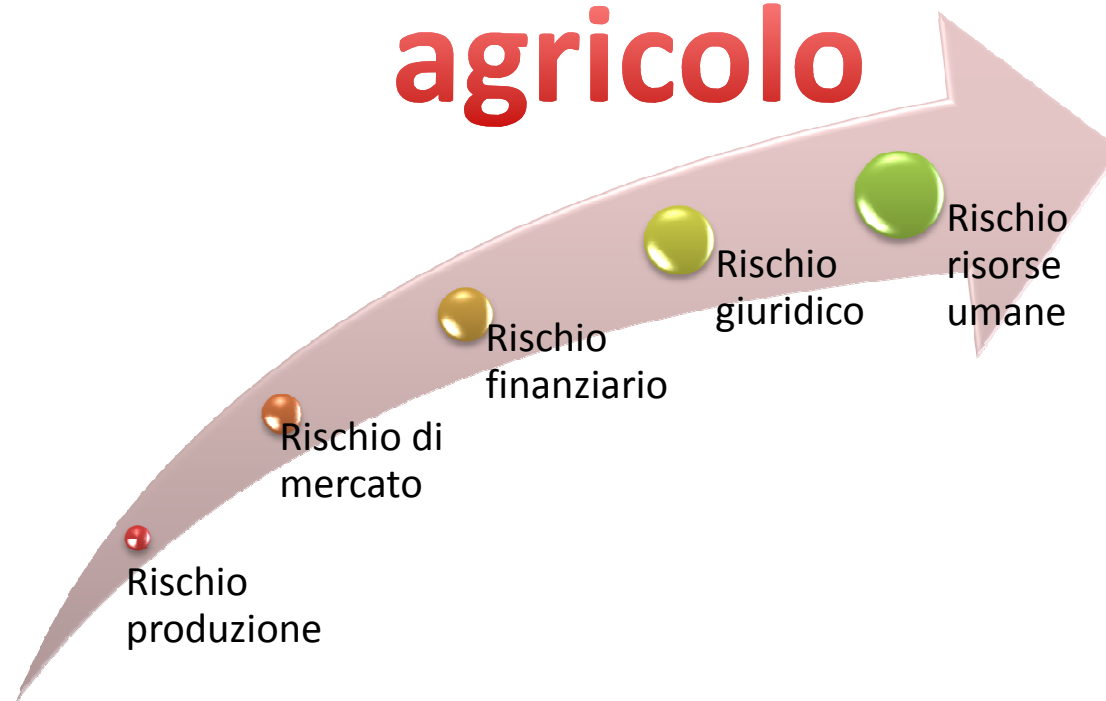 agricolo
Rischio
produzione
Rischio di
mercato
Rischio
finanziario
Rischio
giuridico
Rischio
risorse
umane